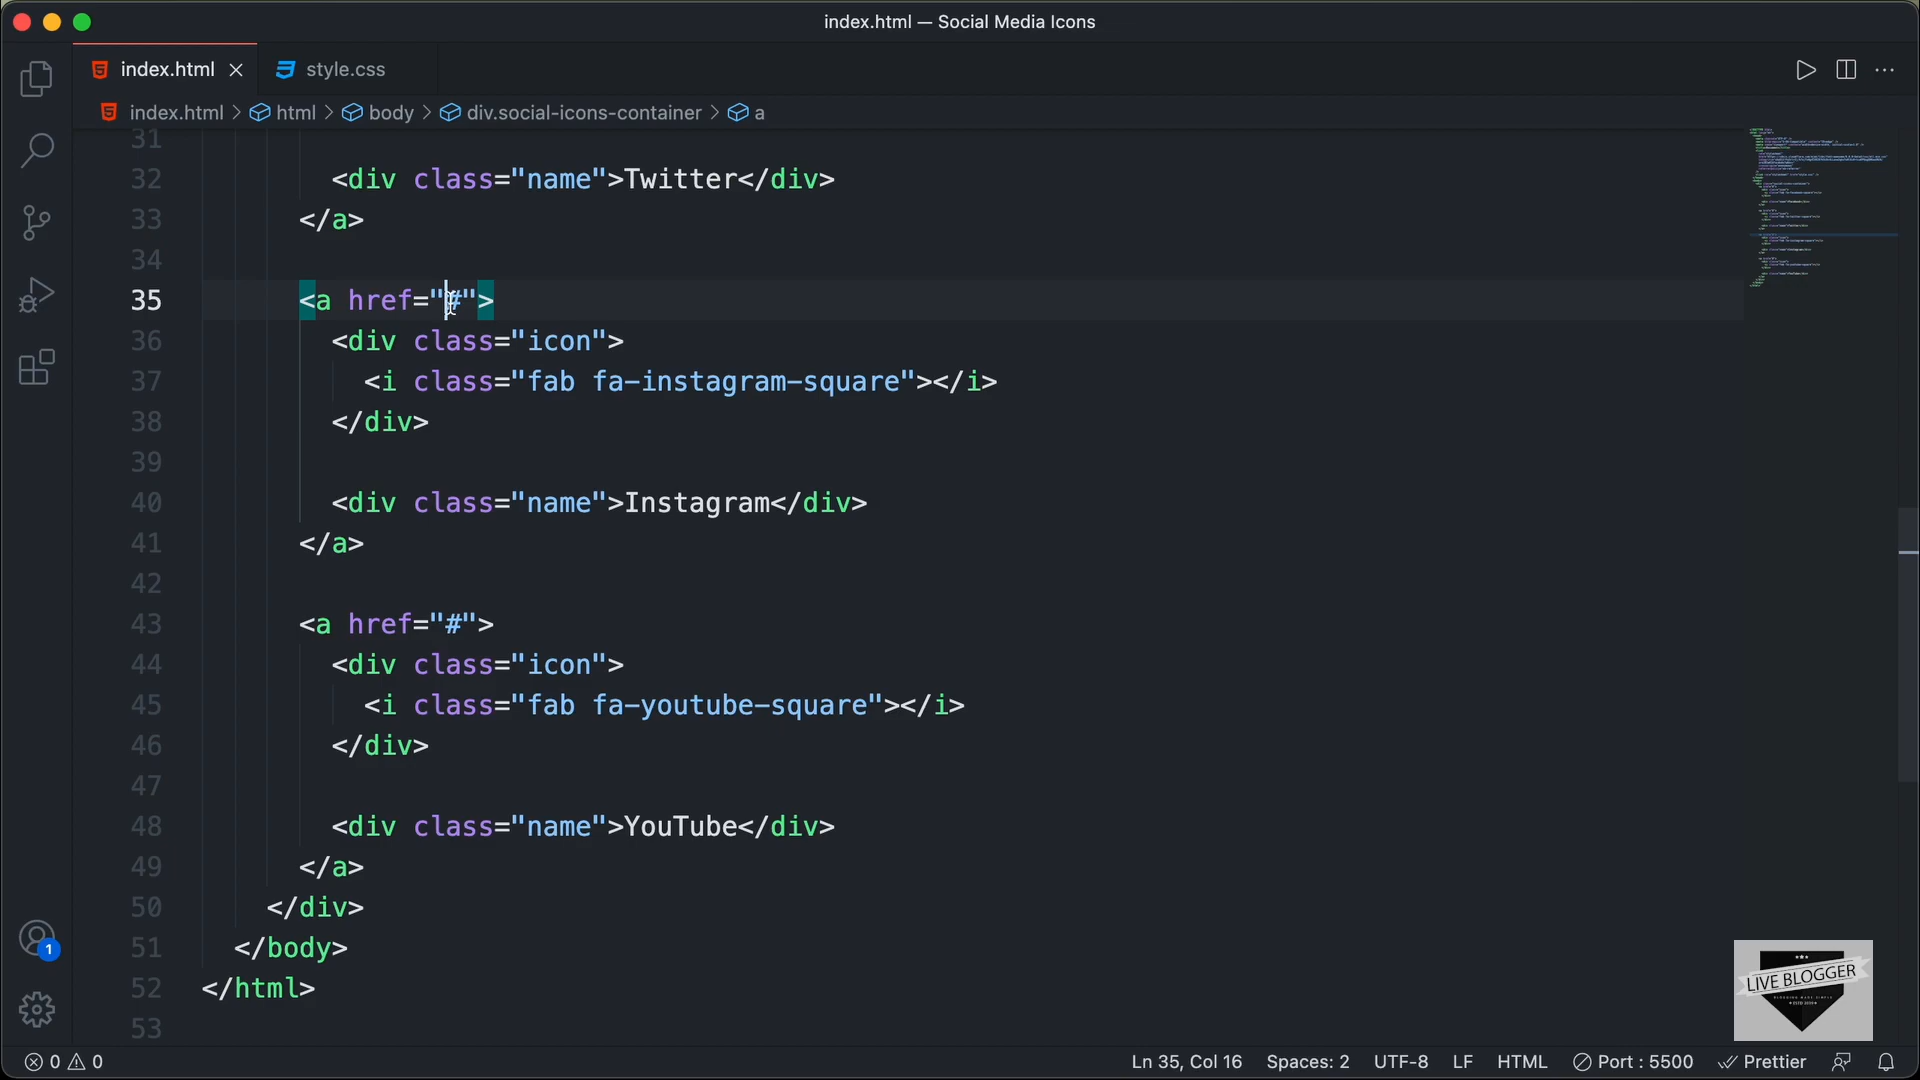 index.html — Social Media Icons
index.html
style.css
index.html > html > body > div.social-icons-container > a
31
32 <div class="name">Twitter</div>
33 </a>
34
35 <a href="#">
36 <div class="icon">
37 <i class="fab fa-instagram-square"></i>
38 </div>
39
40 <div class="name">Instagram</div>
41 </a>
42
43 <a href="#">
44 <div class="icon">
45 <i class="fab fa-youtube-square"></i>
46 </div>
47
48 <div class="name">YouTube</div>
49 </a>
50 </div>
51 </body>
52 </html>
53
1
LIVE BLOGGER
BLOGGING MADE SIMPLE
0 0 Ln 35, Col 16 Spaces: 2 UTF-8 LF HTML Port : 5500 Prettier